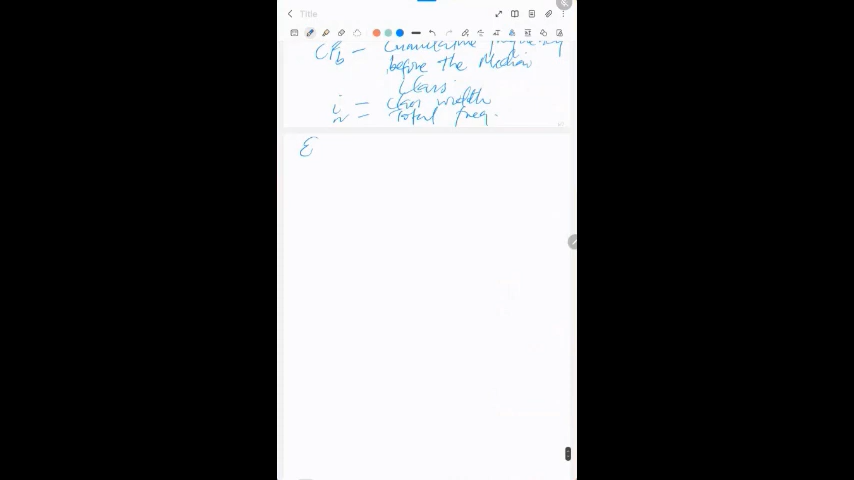 Title
CFb - Cumulative frequency
before the Median
Class.
i = Class width
n = Total freq.
E